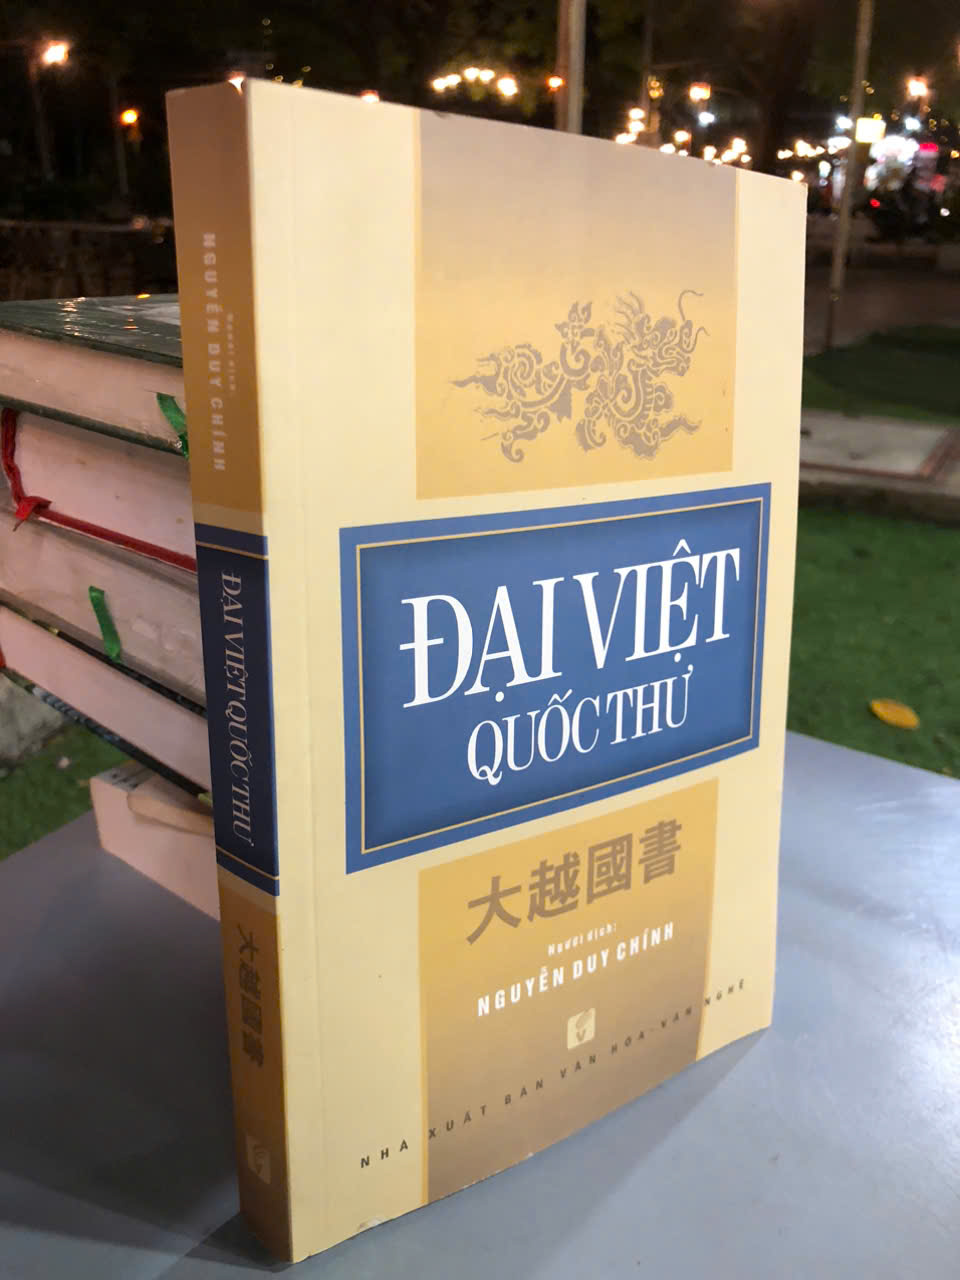 ĐẠI VIỆT
QUỐC THƯ
大越國書
Người dịch:
NGUYỄN DUY CHÍNH
NHÀ XUẤT BẢN VĂN HÓA - VĂN NGHỆ
Người dịch:
NGUYỄN DUY CHÍNH
ĐẠI VIỆT QUỐC THƯ
大越國書